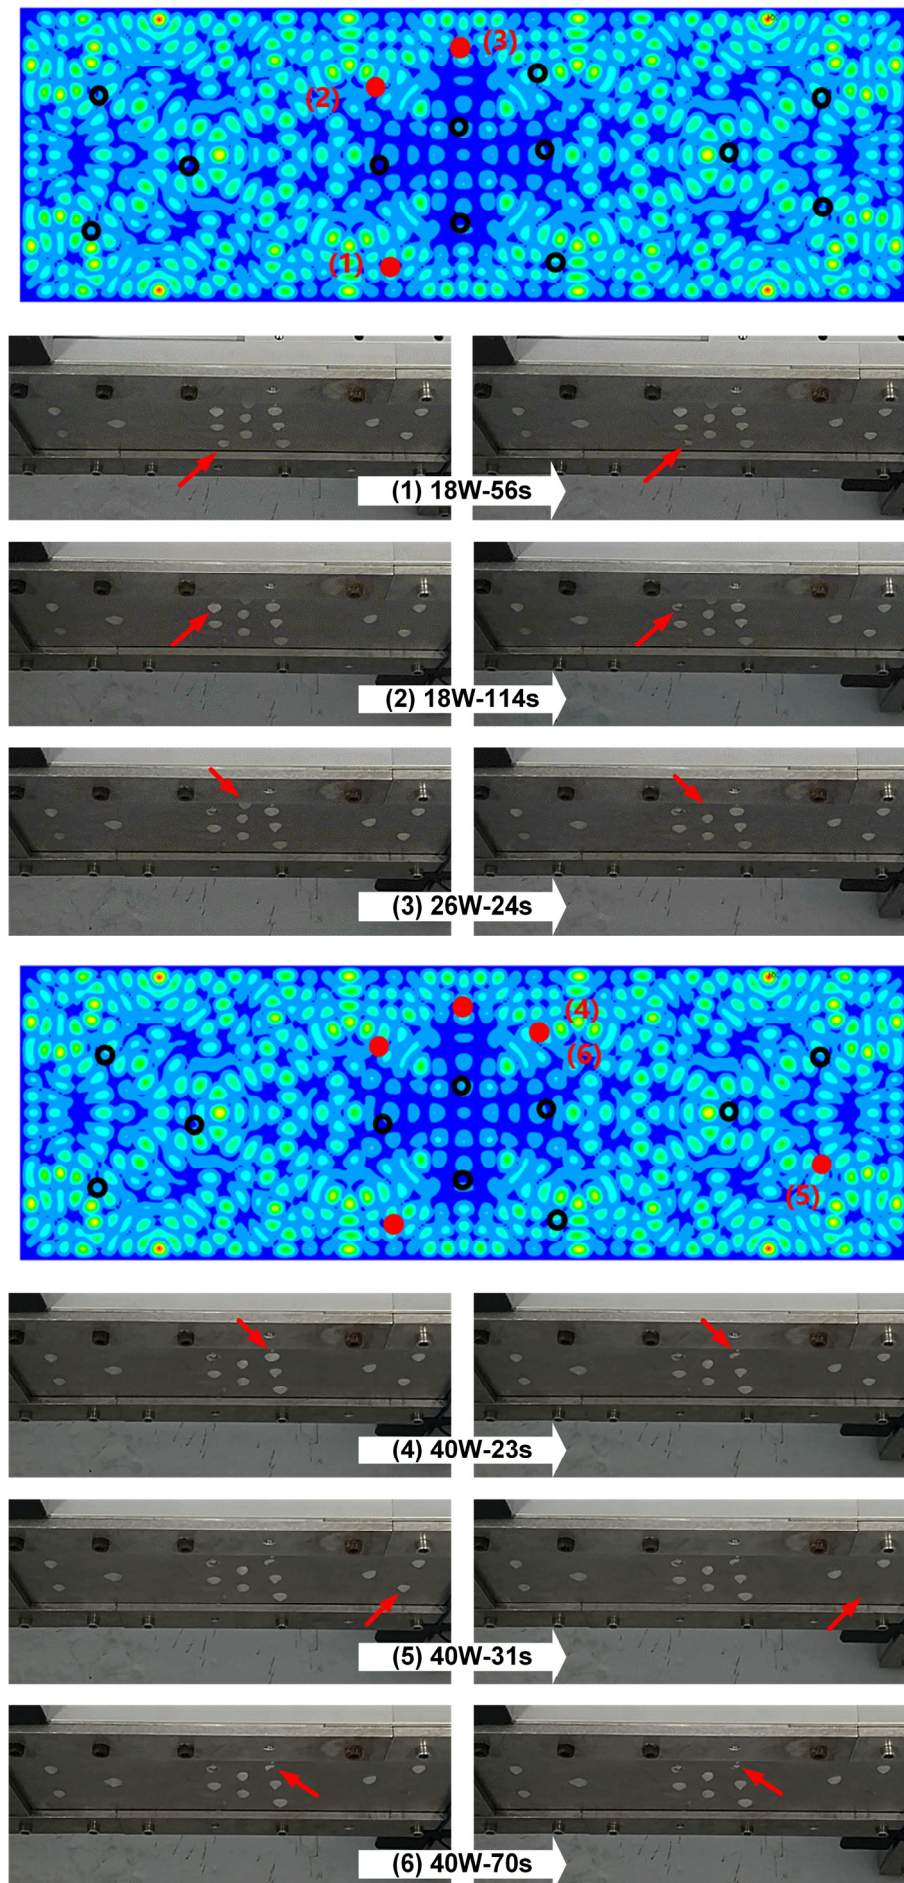 (3)
(2)
(1)
(1) 18W-56s
(2) 18W-114s
(3) 26W-24s
(4)
(6)
(5)
(4) 40W-23s
(5) 40W-31s
(6) 40W-70s